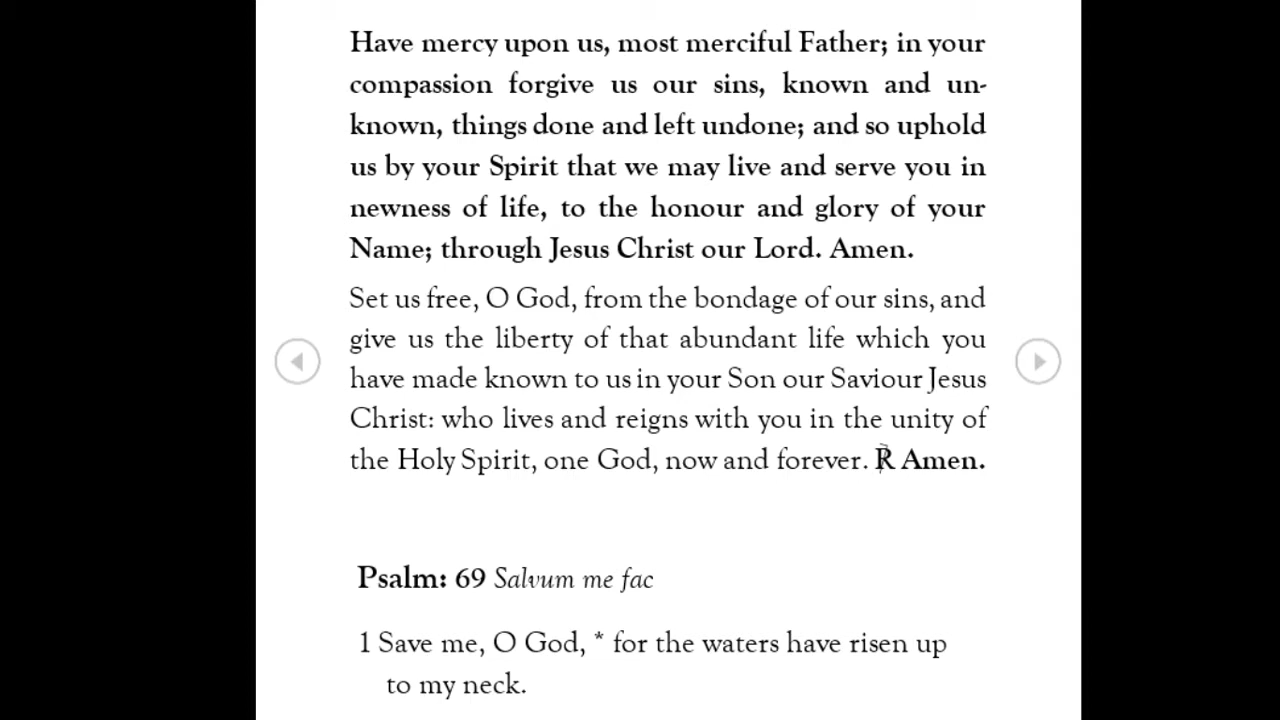 Have mercy upon us, most merciful Father; in your
compassion forgive us our sins, known and un-
known, things done and left undone; and so uphold
us by your Spirit that we may live and serve you in
newness of life, to the honour and glory of your
Name; through Jesus Christ our Lord. Amen.
Set us free, O God, from the bondage of our sins, and
give us the liberty of that abundant life which you
have made known to us in your Son our Saviour Jesus
Christ: who lives and reigns with you in the unity of
the Holy Spirit, one God, now and forever. ℟ Amen.
Psalm: 69 Salvum me fac
1 Save me, O God, * for the waters have risen up
to my neck.